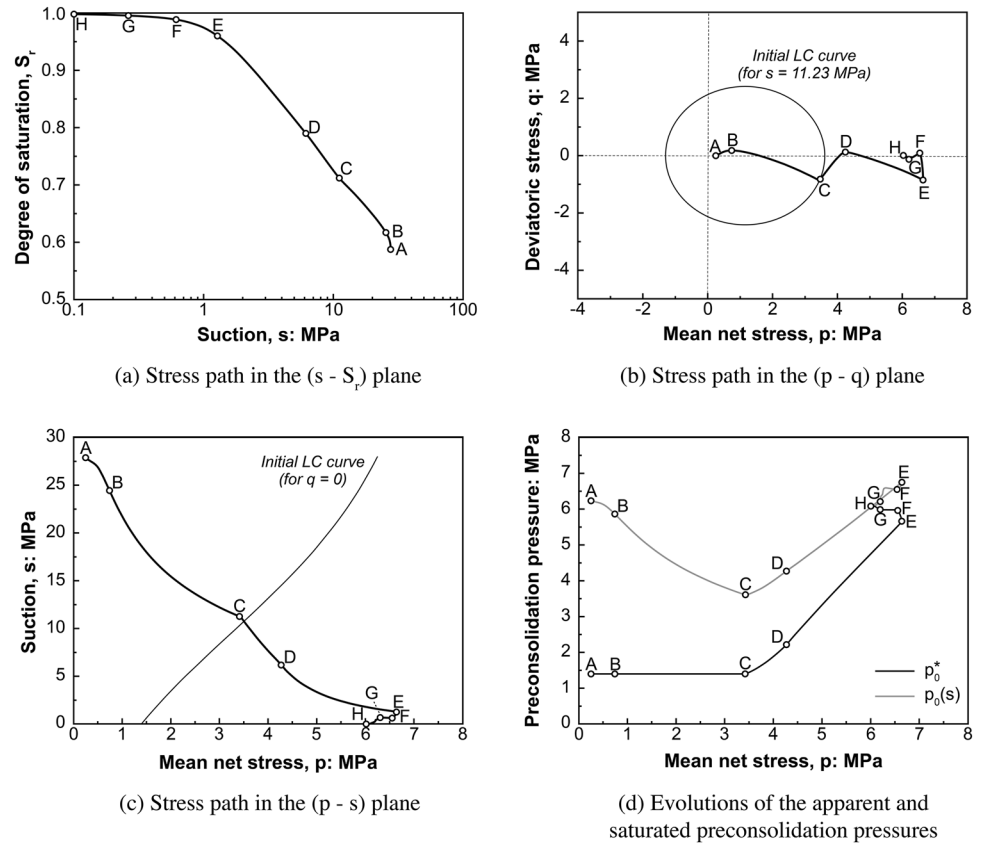 1.0
0.9
0.8
0.7
0.6
0.5
Degree of saturation, Sr
H
G
F
E
D
C
B
A
0.1
1
10
100
Suction, s: MPa
(a) Stress path in the (s - Sr) plane
4
2
0
-2
-4
Deviatoric stress, q: MPa
Initial LC curve
(for s = 11.23 MPa)
A
B
C
D
H
F
G
E
-4
-2
0
2
4
6
8
Mean net stress, p: MPa
(b) Stress path in the (p - q) plane
30
25
20
15
10
5
0
Suction, s: MPa
A
B
Initial LC curve
(for q = 0)
C
D
G
E
H
F
0
1
2
3
4
5
6
7
8
Mean net stress, p: MPa
(c) Stress path in the (p - s) plane
8
7
6
5
4
3
2
1
0
Preconsolidation pressure: MPa
A
B
C
D
E
G
F
H
F
G
E
A
B
C
D
p0*
p0(s)
0
1
2
3
4
5
6
7
8
Mean net stress, p: MPa
(d) Evolutions of the apparent and
saturated preconsolidation pressures